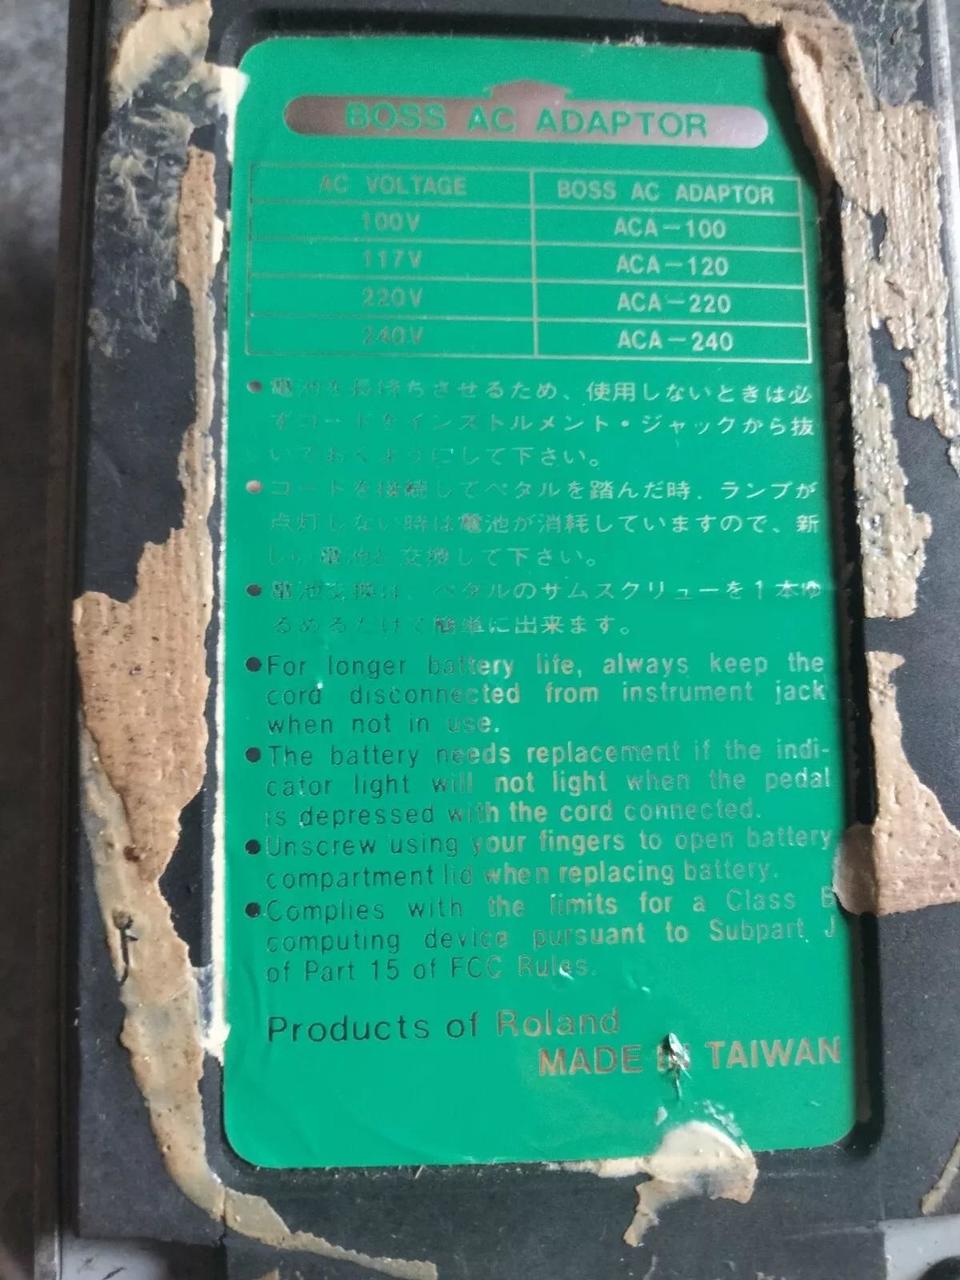 BOSS AC ADAPTOR
AC VOLTAGE BOSS AC ADAPTOR
100V ACA-100
117V ACA-120
220V ACA-220
240V ACA-240
●電池を長持ちさせるため、使用しないときは必
ずコードをインストルメント・ジャックから抜
いておくようにして下さい。
●コードを接続してペタルを踏んだ時、ランプが
点灯しない時は電池が消耗していますので、新
しい電池と交換して下さい。
●電池交換は、ペタルのサムスクリューを1本ゆ
るめるだけで簡単に出来ます。
●For longer battery life, always keep the
cord disconnected from instrument jack
when not in use.
●The battery needs replacement if the indi-
cator light will not light when the pedal
is depressed with the cord connected.
●Unscrew using your fingers to open battery
compartment lid when replacing battery.
●Complies with the limits for a Class B
computing device pursuant to Subpart J
of Part 15 of FCC Rules.
Products of Roland
MADE IN TAIWAN